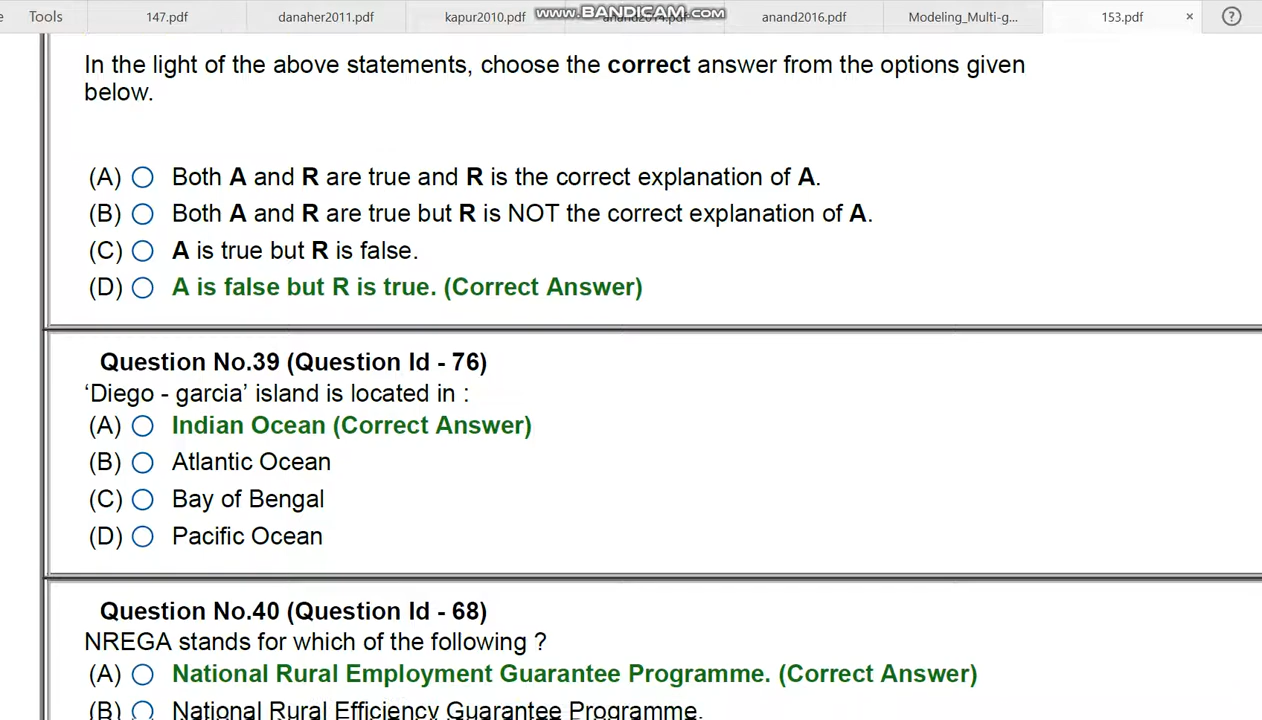 e Tools 147.pdf danaher2011.pdf kapur2010.pdf anand2014.pdf anand2016.pdf Modeling_Multi-g... 153.pdf × ?
www.BANDICAM.com
In the light of the above statements, choose the correct answer from the options given
below.
(A) Both A and R are true and R is the correct explanation of A.
(B) Both A and R are true but R is NOT the correct explanation of A.
(C) A is true but R is false.
(D) A is false but R is true. (Correct Answer)
Question No.39 (Question Id - 76)
‘Diego - garcia’ island is located in :
(A) Indian Ocean (Correct Answer)
(B) Atlantic Ocean
(C) Bay of Bengal
(D) Pacific Ocean
Question No.40 (Question Id - 68)
NREGA stands for which of the following ?
(A) National Rural Employment Guarantee Programme. (Correct Answer)
(B) National Rural Efficiency Guarantee Programme.